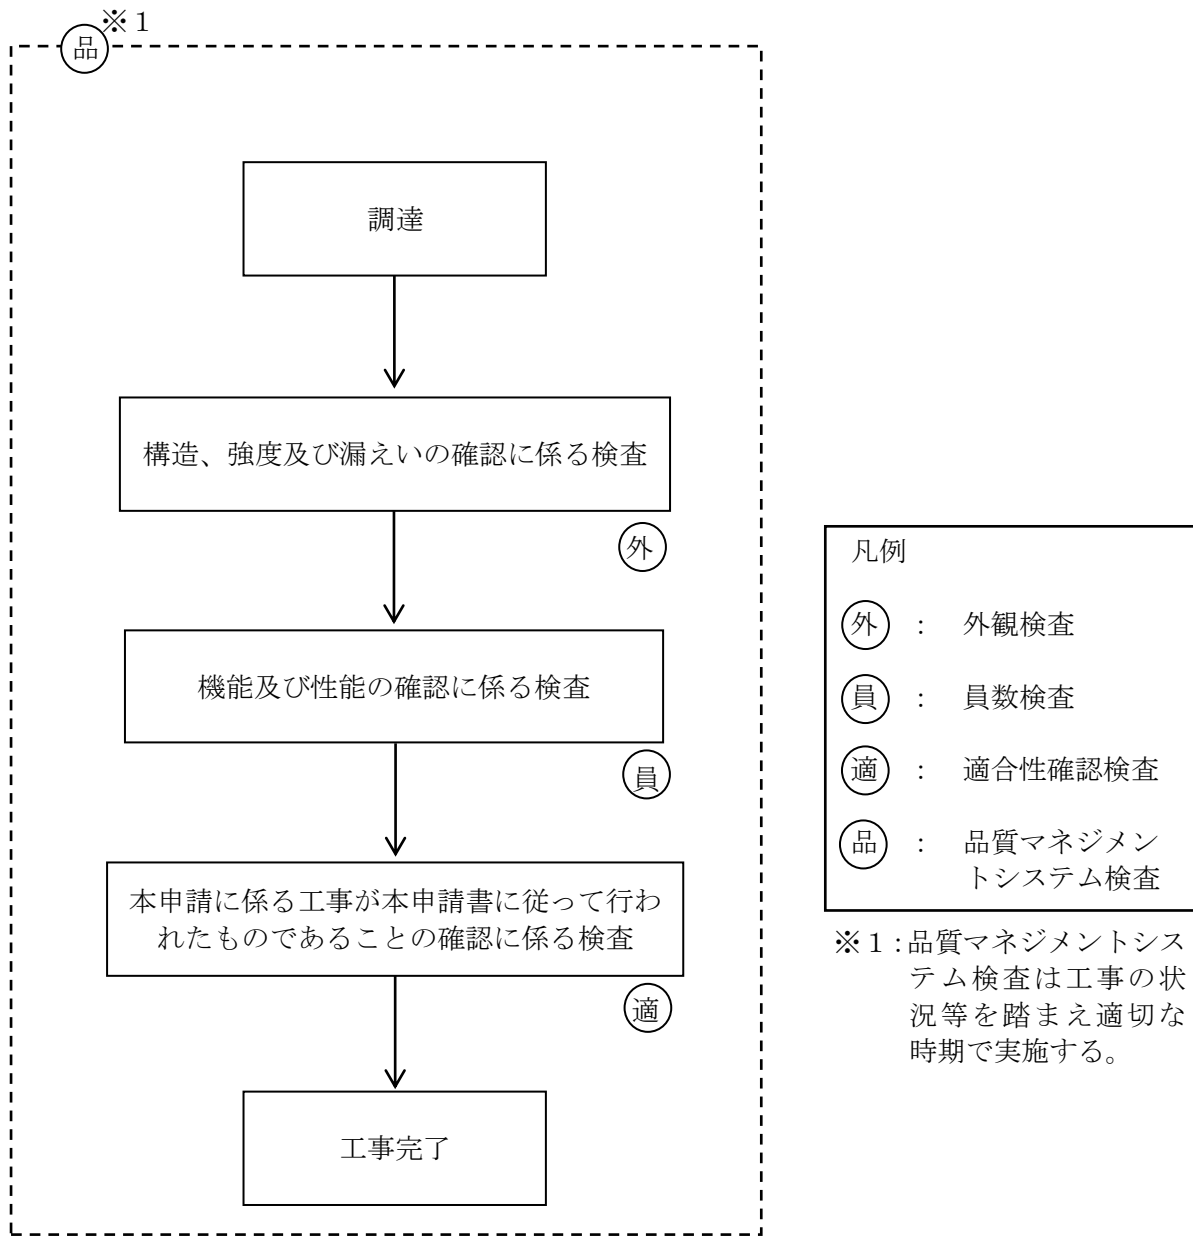 ※１
品
調達
構造、強度及び漏えいの確認に係る検査
外
機能及び性能の確認に係る検査
員
本申請に係る工事が本申請書に従って行わ
れたものであることの確認に係る検査
適
工事完了
凡例
外 ： 外観検査
員 ： 員数検査
適 ： 適合性確認検査
品 ： 品質マネジメン
トシステム検査
※１：品質マネジメントシス
テム検査は工事の状
況等を踏まえ適切な
時期で実施する。